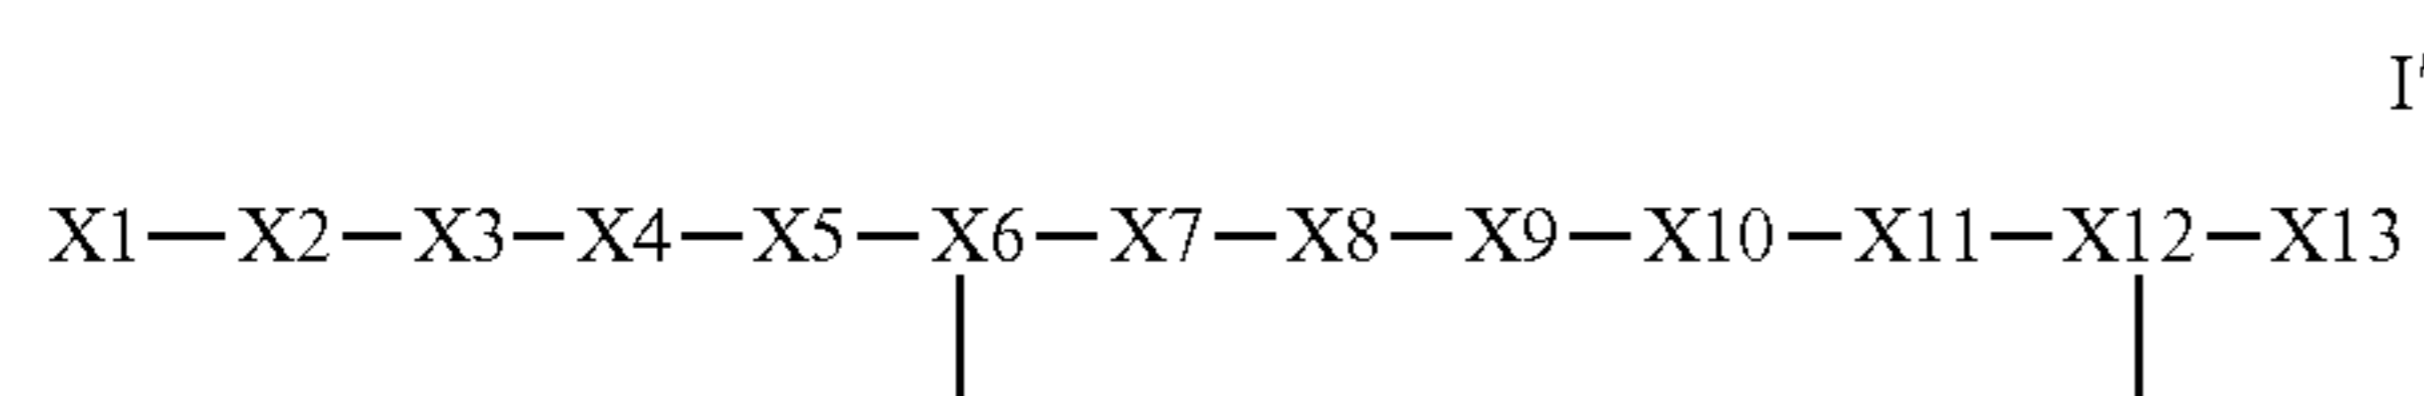 I'
X1—X2—X3—X4—X5—X6—X7—X8—X9—X10—X11—X12—X13